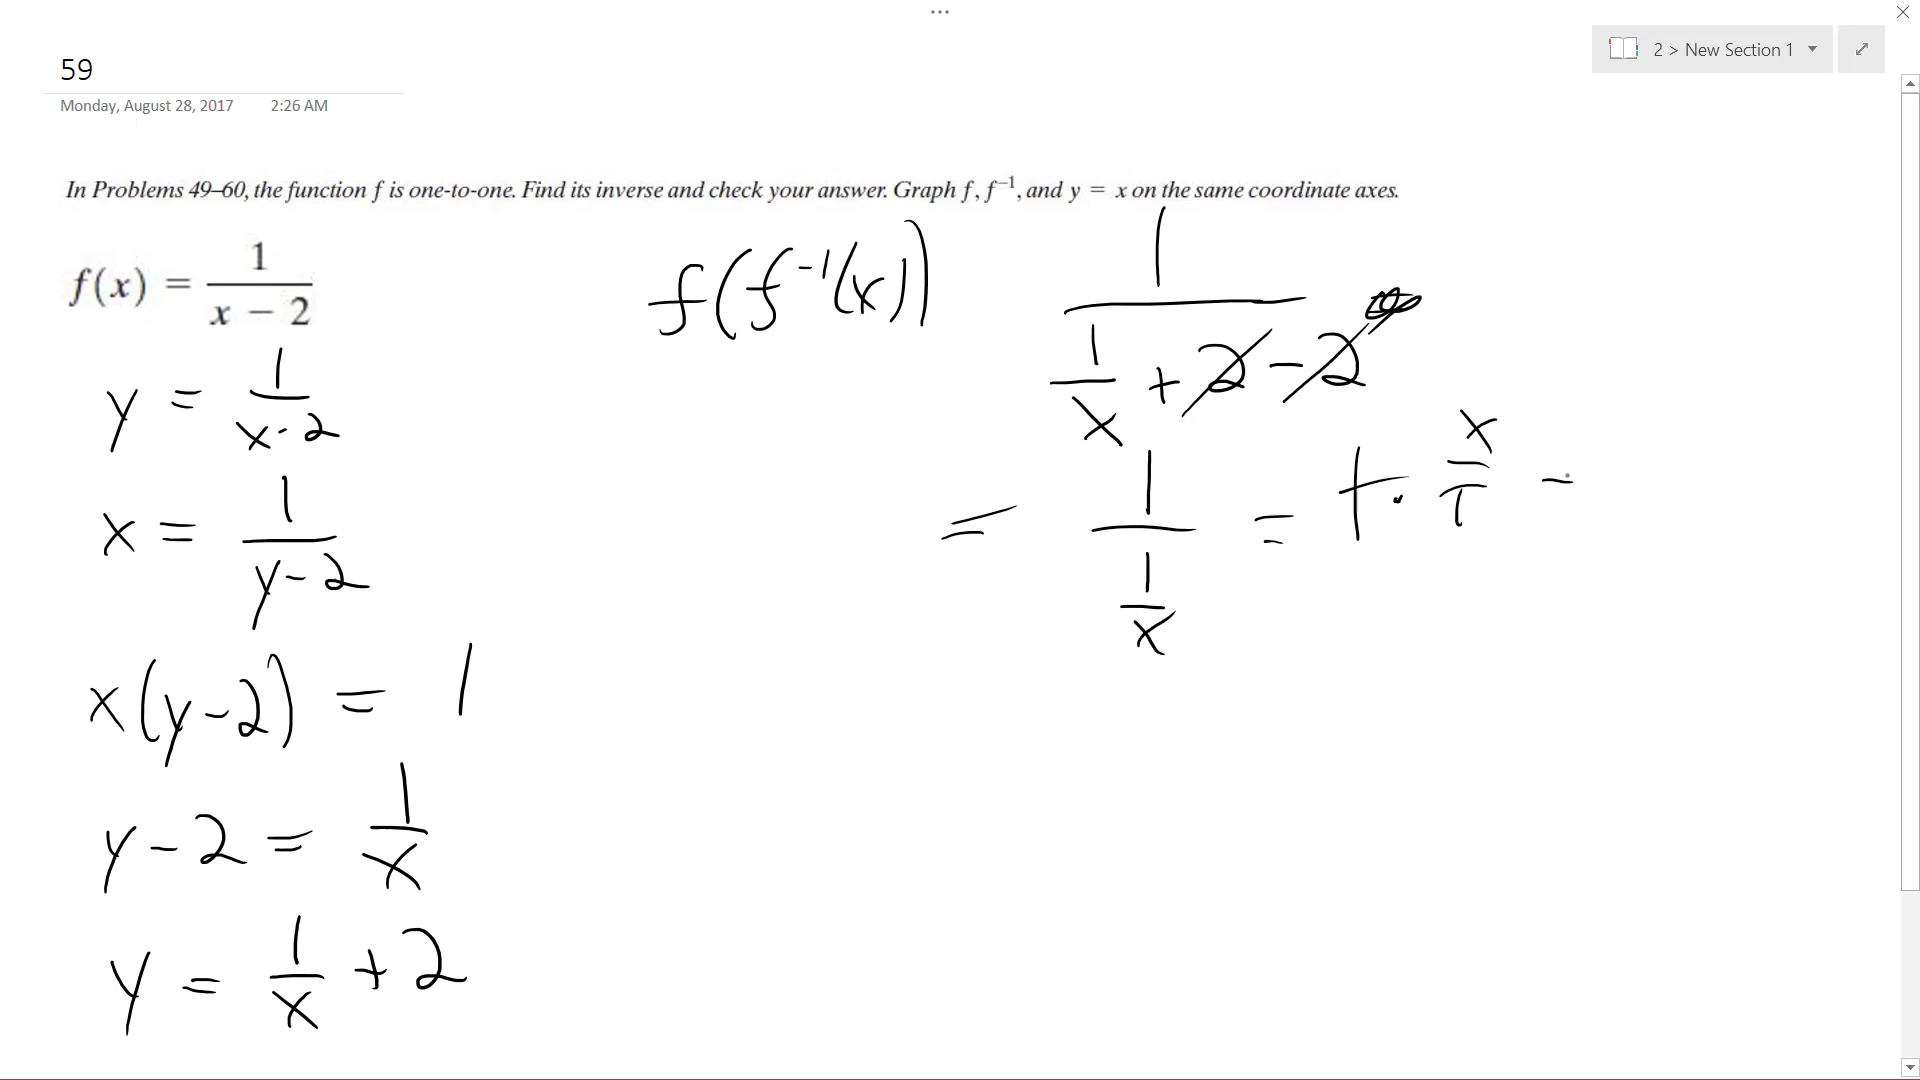 2 > New Section 1
59
Monday, August 28, 2017 2:26 AM
In Problems 49–60, the function f is one-to-one. Find its inverse and check your answer. Graph f, f⁻¹, and y = x on the same coordinate axes.
f(x) = 1/(x − 2)
y = 1/(x-2)
x = 1/(y-2)
x(y-2) = 1
y-2 = 1/x
y = 1/x + 2
f(f⁻¹(x))
1/(1/x + 2 - 2)
= 1/(1/x) = 1 · x/1 -